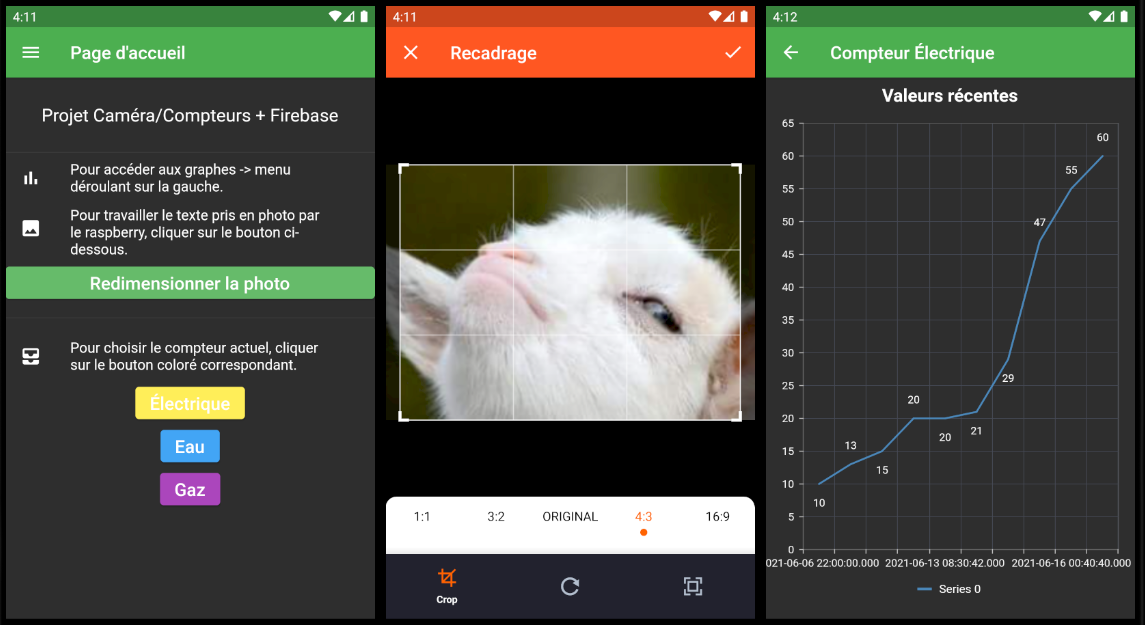 4:11
Page d'accueil
Projet Caméra/Compteurs + Firebase
Pour accéder aux graphes -> menu
déroulant sur la gauche.
Pour travailler le texte pris en photo par
le raspberry, cliquer sur le bouton ci-
dessous.
Redimensionner la photo
Pour choisir le compteur actuel, cliquer
sur le bouton coloré correspondant.
Électrique
Eau
Gaz
4:11
Recadrage
1:1 3:2 ORIGINAL 4:3 16:9
Crop
4:12
Compteur Électrique
Valeurs récentes
65
60
55
50
45
40
35
30
25
20
15
10
5
0
10
13
15
20
20
21
29
47
55
60
021-06-06 22:00:00.000 2021-06-13 08:30:42.000 2021-06-16 00:40:40.000
Series 0